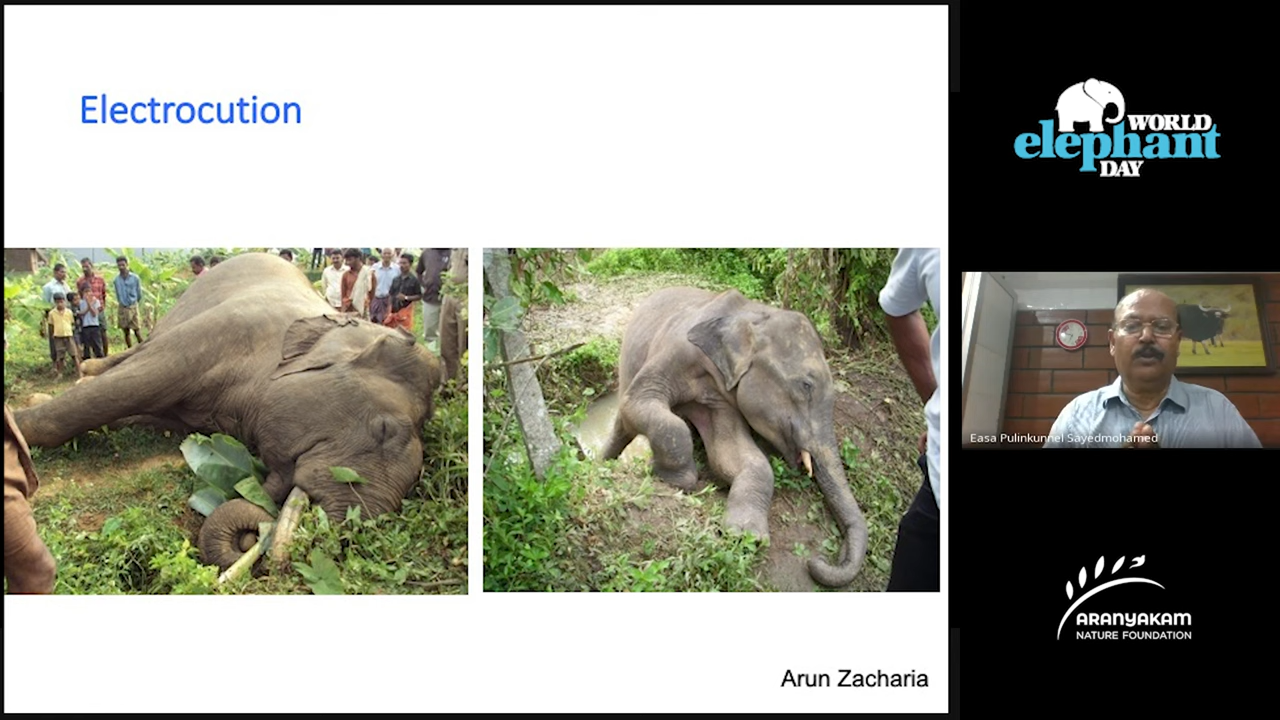 Electrocution
Arun Zacharia
WORLD
elephant
DAY
Easa Pulinkunnel Sayedmohamed
ARANYAKAM
NATURE FOUNDATION